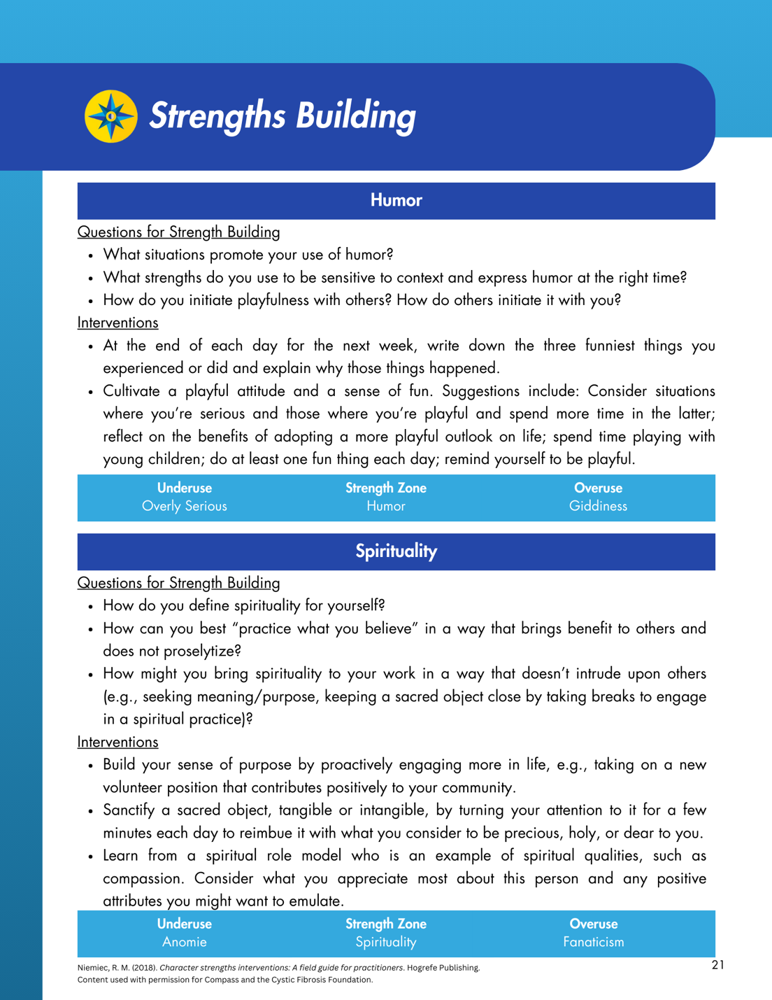 Strengths Building
Humor
Questions for Strength Building
• What situations promote your use of humor?
• What strengths do you use to be sensitive to context and express humor at the right time?
• How do you initiate playfulness with others? How do others initiate it with you?
Interventions
• At the end of each day for the next week, write down the three funniest things you
experienced or did and explain why those things happened.
• Cultivate a playful attitude and a sense of fun. Suggestions include: Consider situations
where you're serious and those where you're playful and spend more time in the latter;
reflect on the benefits of adopting a more playful outlook on life; spend time playing with
young children; do at least one fun thing each day; remind yourself to be playful.
Underuse Strength Zone Overuse
Overly Serious Humor Giddiness
Spirituality
Questions for Strength Building
• How do you define spirituality for yourself?
• How can you best "practice what you believe" in a way that brings benefit to others and
does not proselytize?
• How might you bring spirituality to your work in a way that doesn't intrude upon others
(e.g., seeking meaning/purpose, keeping a sacred object close by taking breaks to engage
in a spiritual practice)?
Interventions
• Build your sense of purpose by proactively engaging more in life, e.g., taking on a new
volunteer position that contributes positively to your community.
• Sanctify a sacred object, tangible or intangible, by turning your attention to it for a few
minutes each day to reimbue it with what you consider to be precious, holy, or dear to you.
• Learn from a spiritual role model who is an example of spiritual qualities, such as
compassion. Consider what you appreciate most about this person and any positive
attributes you might want to emulate.
Underuse Strength Zone Overuse
Anomie Spirituality Fanaticism
Niemiec, R. M. (2018). Character strengths interventions: A field guide for practitioners. Hogrefe Publishing.
Content used with permission for Compass and the Cystic Fibrosis Foundation.
21